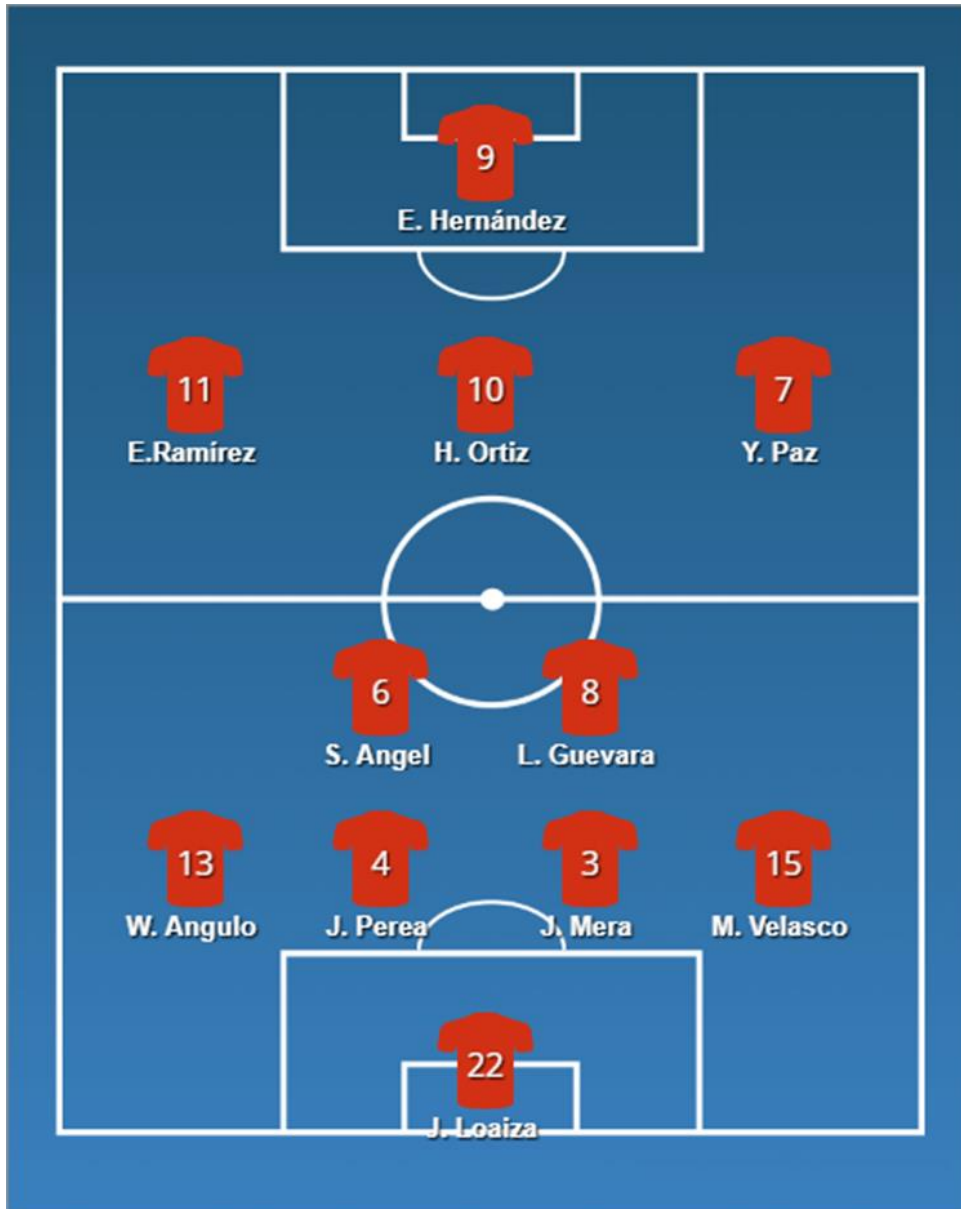 9
E. Hernández
11
10
7
E.Ramírez
H. Ortiz
Y. Paz
6
8
S. Angel
L. Guevara
13
4
3
15
W. Angulo
J. Perea
J. Mera
M. Velasco
22
J. Loaiza